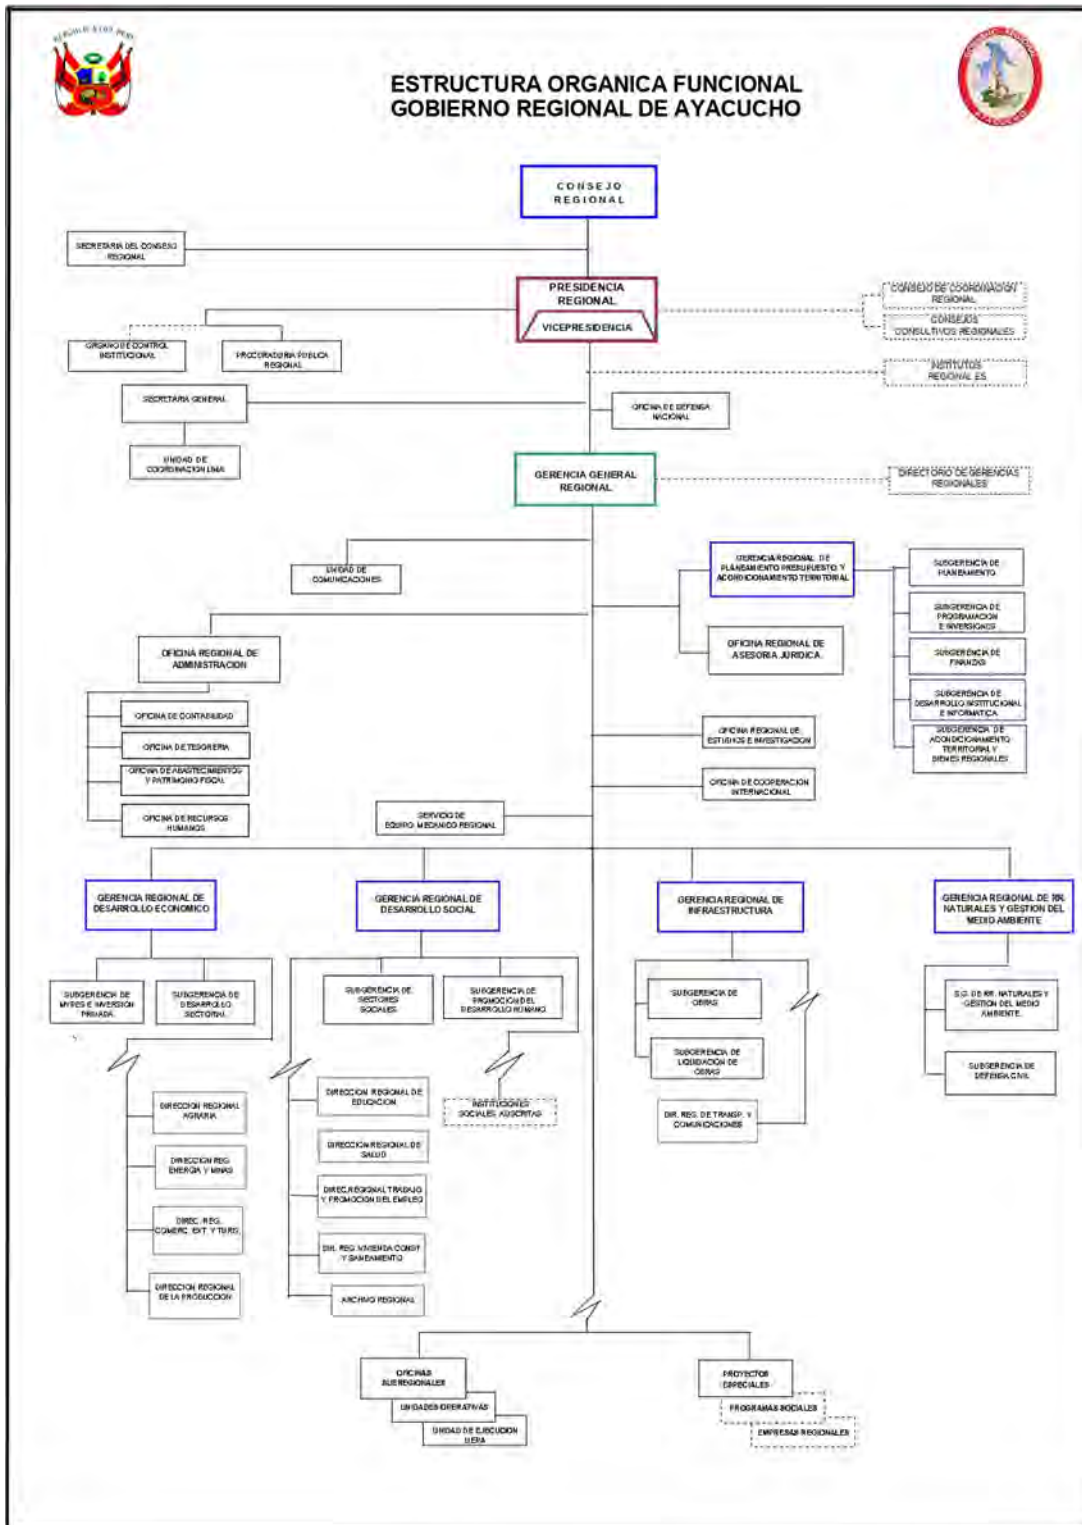 REPUBLICA DEL PERU
ESTRUCTURA ORGANICA FUNCIONAL
GOBIERNO REGIONAL DE AYACUCHO
GOBIERNO REGIONAL
AYACUCHO
CONSEJO
REGIONAL
SECRETARIA DEL CONSEJO
REGIONAL
PRESIDENCIA
REGIONAL
VICEPRESIDENCIA
CONSEJO DE COORDINACION
REGIONAL
CONSEJOS
CONSULTIVOS REGIONALES
ORGANO DE CONTROL
INSTITUCIONAL
PROCURADURIA PUBLICA
REGIONAL
INSTITUTOS
REGIONALES
SECRETARIA GENERAL
OFICINA DE DEFENSA
NACIONAL
UNIDAD DE
COORDINACION LIMA
GERENCIA GENERAL
REGIONAL
DIRECTORIO DE GERENCIAS
REGIONALES
UNIDAD DE
COMUNICACIONES
GERENCIA REGIONAL DE
PLANEAMIENTO PRESUPUESTO Y
ACORDICIONAMIENTO TERRITORIAL
SUBGERENCIA DE
PLANEAMIENTO
SUBGERENCIA DE
PROGRAMACION
E INVERSIONES
OFICINA REGIONAL DE
ADMINISTRACION
OFICINA REGIONAL DE
ASESORIA JURIDICA
SUBGERENCIA DE
FINANZAS
SUBGERENCIA DE
DESARROLLO INSTITUCIONAL
E INFORMATICA
OFICINA DE CONTABILIDAD
OFICINA DE TESORERIA
OFICINA REGIONAL DE
ESTUDIOS E INVESTIGACION
SUBGERENCIA DE
ACONDICIONAMIENTO
TERRITORIAL Y
BIENES REGIONALES
OFICINA DE ABASTECIMIENTOS
Y PATRIMONIO FISCAL
OFICINA DE COOPERACION
INTERNACIONAL
OFICINA DE RECURSOS
HUMANOS
SERVICIO DE
EQUIPO MECANICO REGIONAL
GERENCIA REGIONAL DE
DESARROLLO ECONOMICO
GERENCIA REGIONAL DE
DESARROLLO SOCIAL
GERENCIA REGIONAL DE
INFRAESTRUCTURA
GERENCIA REGIONAL DE RR.
NATURALES Y GESTION DEL
MEDIO AMBIENTE
SUBGERENCIA DE
MYPES E INVERSION
PRIVADA
SUBGERENCIA DE
DESARROLLO
SECTORIAL
SUBGERENCIA DE
SECTORES
SOCIALES
SUBGERENCIA DE
PROMOCION DEL
DESARROLLO HUMANO
SUBGERENCIA DE
OBRAS
S.G. DE RR. NATURALES Y
GESTION DEL MEDIO
AMBIENTE
SUBGERENCIA DE
LIQUIDACION DE
OBRAS
SUBGERENCIA DE
DEFENSA CIVIL
DIRECCION REGIONAL
AGRARIA
DIRECCION REGIONAL DE
EDUCACION
INSTITUCIONES
SOCIALES ADSCRITAS
DIR. REG. DE TRANSP. Y
COMUNICACIONES
DIRECCION REG.
ENERGIA Y MINAS
DIRECCION REGIONAL DE
SALUD
DIREC. REGIONAL TRABAJO
Y PROMOCION DEL EMPLEO
DIREC. REG.
COMERC. EXT. Y TURIS.
DIR. REG. VIVIENDA CONST
Y SANEAMIENTO
DIRECCION REGIONAL
DE LA PRODUCCION
ARCHIVO REGIONAL
OFICINAS
SUBREGIONALES
UNIDADES OPERATIVAS
UNIDAD DE EJECUCION
PROYECTOS
ESPECIALES
PROGRAMAS SOCIALES
EMPRESAS REGIONALES